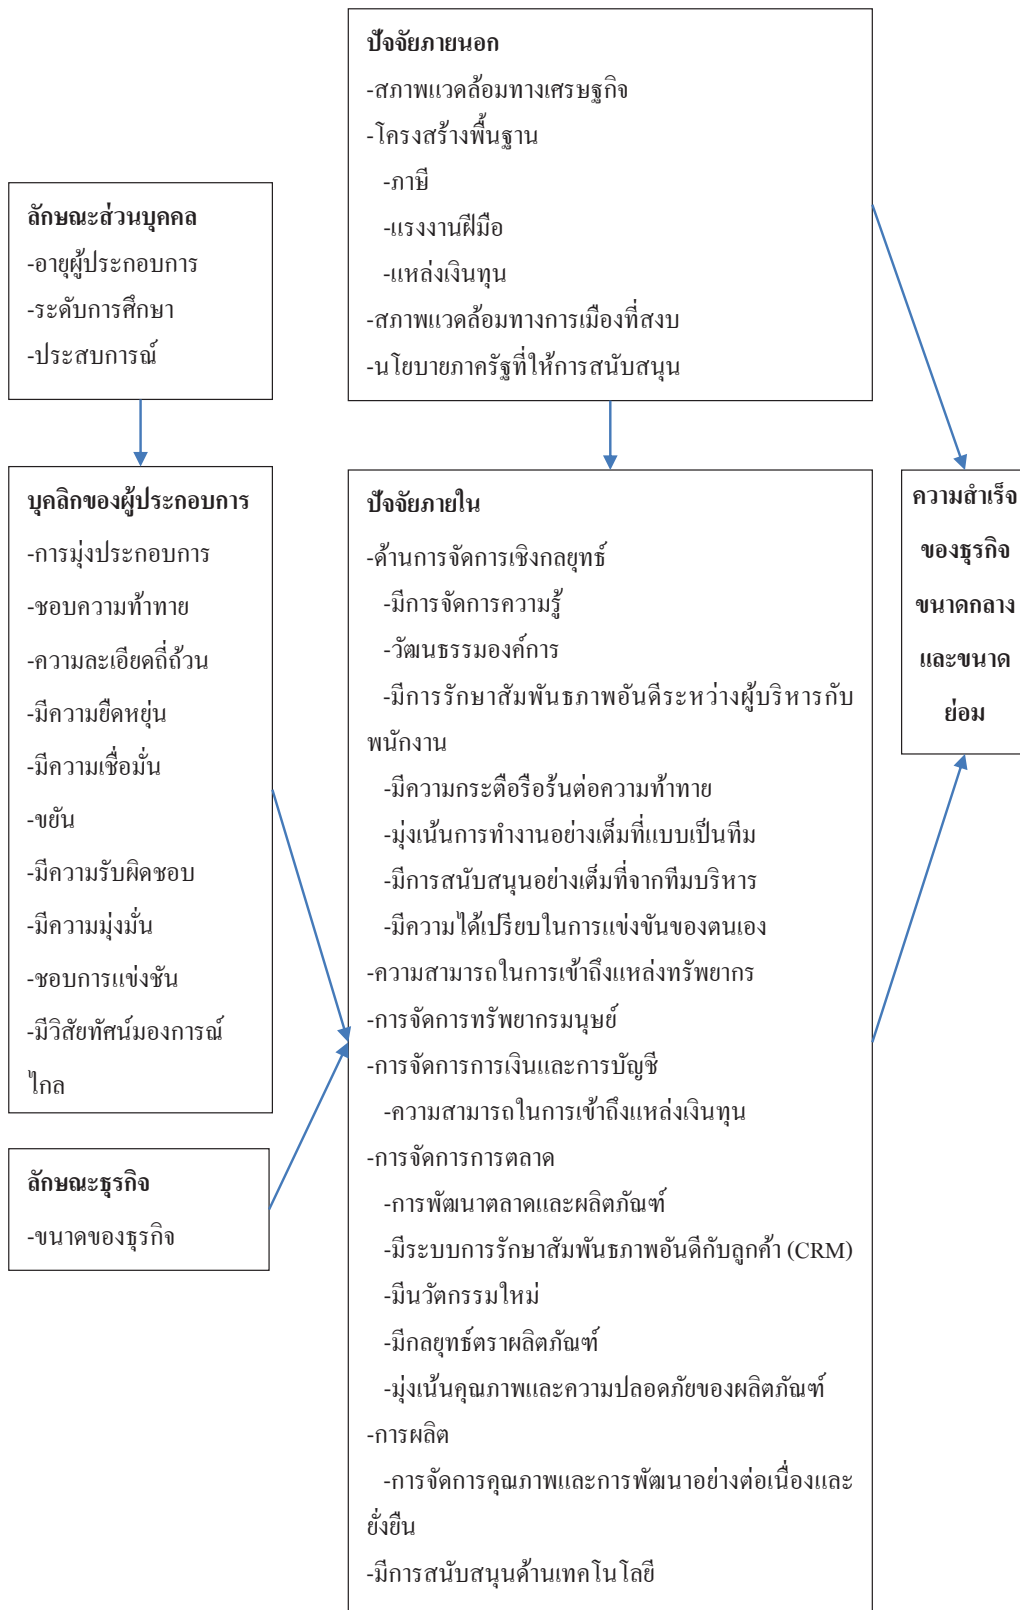 ปัจจัยภายนอก
-สภาพแวดล้อมทางเศรษฐกิจ
-โครงสร้างพื้นฐาน
-ภาษี
-แรงงานฝีมือ
-แหล่งเงินทุน
-สภาพแวดล้อมทางการเมืองที่สงบ
-นโยบายภาครัฐที่ให้การสนับสนุน
ลักษณะส่วนบุคคล
-อายุผู้ประกอบการ
-ระดับการศึกษา
-ประสบการณ์
บุคลิกของผู้ประกอบการ
-การมุ่งประกอบการ
-ชอบความท้าทาย
-ความละเอียดถี่ถ้วน
-มีความยืดหยุ่น
-มีความเชื่อมั่น
-ขยัน
-มีความรับผิดชอบ
-มีความมุ่งมั่น
-ชอบการแข่งชัน
-มีวิสัยทัศน์มองการณ์
ไกล
ลักษณะธุรกิจ
-ขนาดของธุรกิจ
ปัจจัยภายใน
-ด้านการจัดการเชิงกลยุทธ์
-มีการจัดการความรู้
-วัฒนธรรมองค์การ
-มีการรักษาสัมพันธภาพอันดีระหว่างผู้บริหารกับ
พนักงาน
-มีความกระตือรือร้นต่อความท้าทาย
-มุ่งเน้นการทำงานอย่างเต็มที่แบบเป็นทีม
-มีการสนับสนุนอย่างเต็มที่จากทีมบริหาร
-มีความได้เปรียบในการแข่งขันของตนเอง
-ความสามารถในการเข้าถึงแหล่งทรัพยากร
-การจัดการทรัพยากรมนุษย์
-การจัดการการเงินและการบัญชี
-ความสามารถในการเข้าถึงแหล่งเงินทุน
-การจัดการการตลาด
-การพัฒนาตลาดและผลิตภัณฑ์
-มีระบบการรักษาสัมพันธภาพอันดีกับลูกค้า (CRM)
-มีนวัตกรรมใหม่
-มีกลยุทธ์ตราผลิตภัณฑ์
-มุ่งเน้นคุณภาพและความปลอดภัยของผลิตภัณฑ์
-การผลิต
-การจัดการคุณภาพและการพัฒนาอย่างต่อเนื่องและ
ยั่งยืน
-มีการสนับสนุนด้านเทคโนโลยี
ความสำเร็จ
ของธุรกิจ
ขนาดกลาง
และขนาด
ย่อม